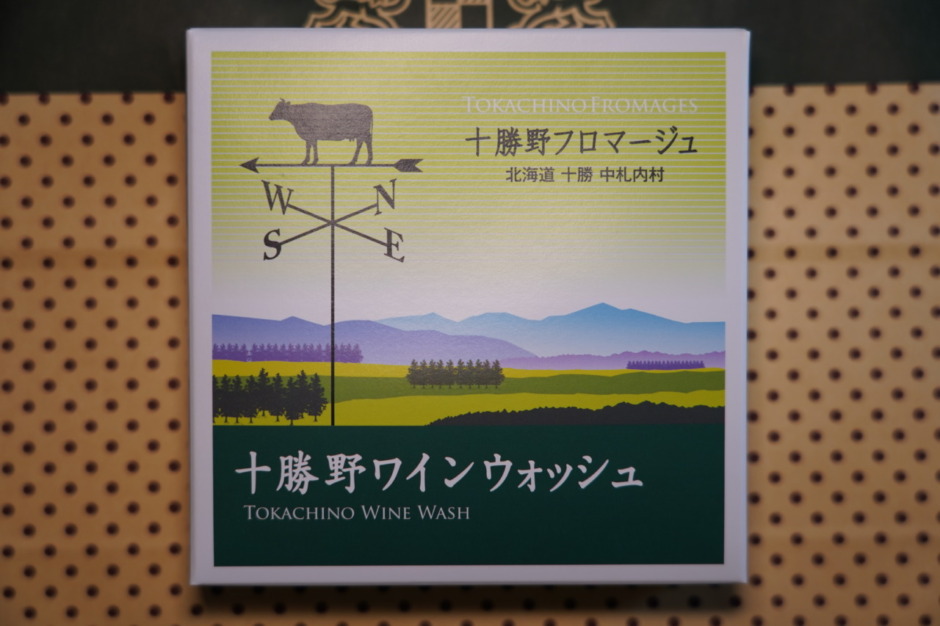 TOKACHINO FROMAGES
十勝野フロマージュ
北海道 十勝 中札内村
W N
S E
十勝野ワインウォッシュ
TOKACHINO WINE WASH